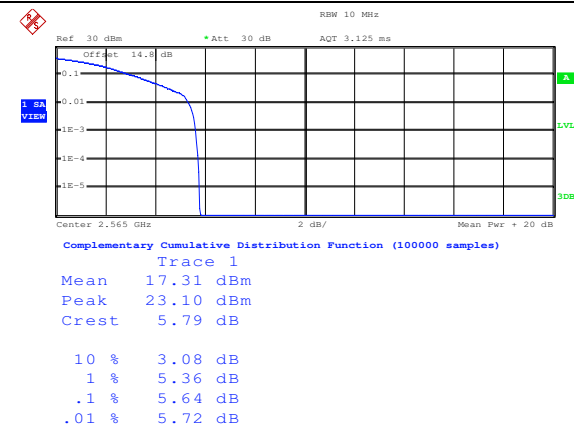 R S
RBW 10 MHz
Ref 30 dBm * Att 30 dB AQT 3.125 ms
Offset 14.8 dB
0.1
A
0.01
1 SA
VIEW
1E-3
LVL
1E-4
1E-5
3DB
Center 2.565 GHz 2 dB/ Mean Pwr + 20 dB
Complementary Cumulative Distribution Function (100000 samples)
Trace 1
Mean 17.31 dBm
Peak 23.10 dBm
Crest 5.79 dB
10 % 3.08 dB
1 % 5.36 dB
.1 % 5.64 dB
.01 % 5.72 dB